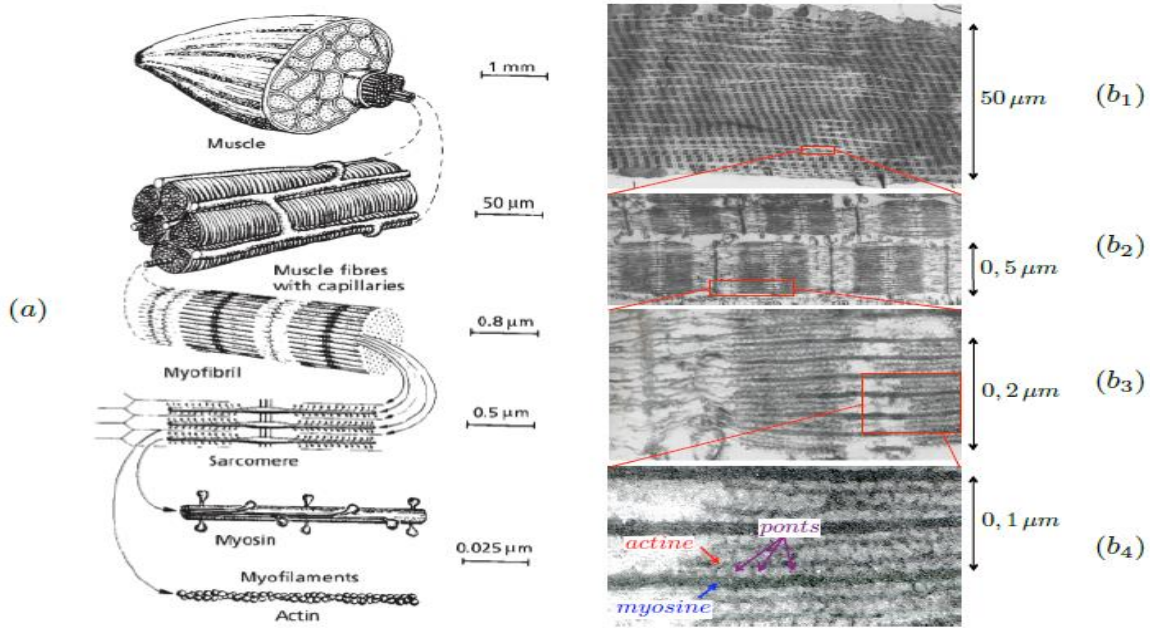 (a)
1 mm
Muscle
50 µm
Muscle fibres
with capillaries
0.8 µm
Myofibril
0.5 µm
Sarcomere
Myosin
0.025 µm
Myofilaments
Actin
50 µm
(b1)
0, 5 µm
(b2)
0, 2 µm
(b3)
ponts
actine
myosine
0, 1 µm
(b4)